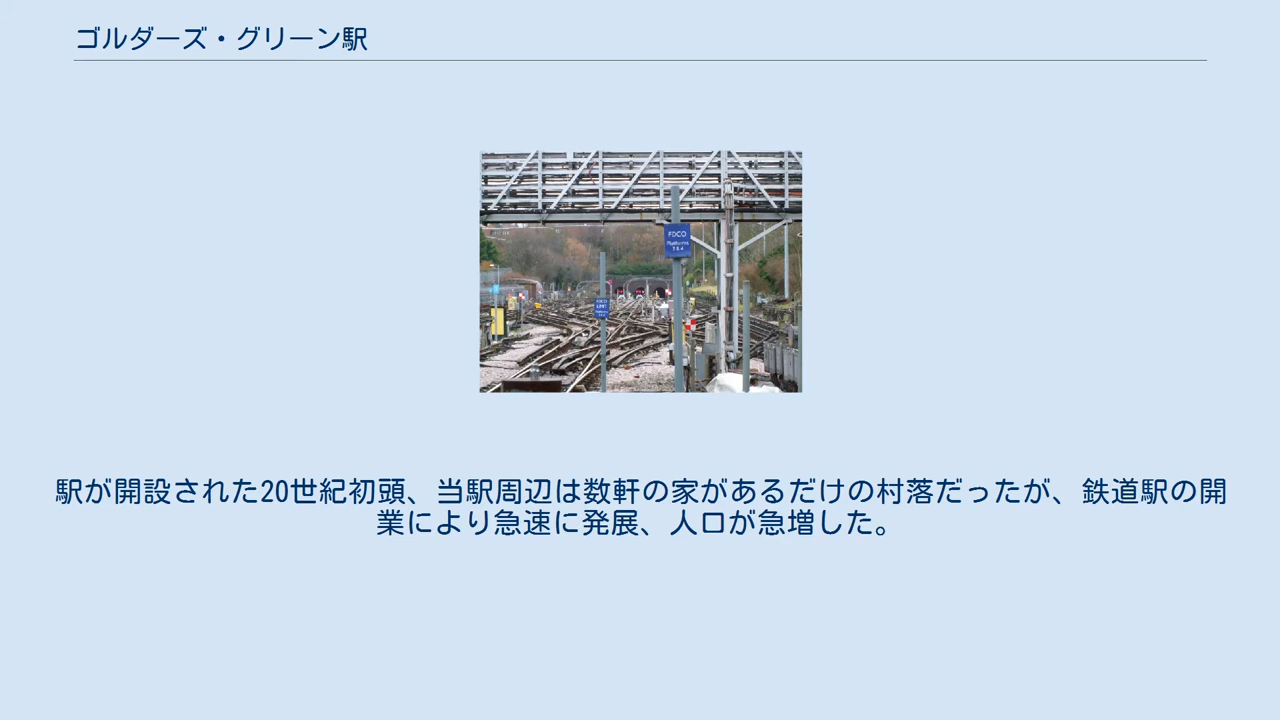 ゴルダーズ・グリーン駅
FDCO
駅が開設された20世紀初頭、当駅周辺は数軒の家があるだけの村落だったが、鉄道駅の開
業により急速に発展、人口が急増した。